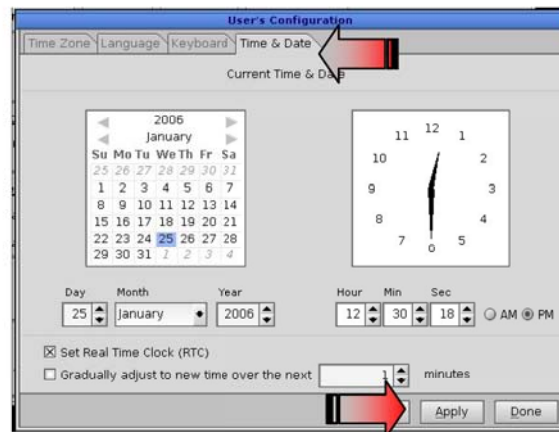 User's Configuration
Time Zone Language Keyboard Time & Date
Current Time & Date
2006
January
Su Mo Tu We Th Fr Sa
25 26 27 28 29 30 31
1 2 3 4 5 6 7
8 9 10 11 12 13 14
15 16 17 18 19 20 21
22 23 24 25 26 27 28
29 30 31 1 2 3 4
12
11 1
10 2
9 3
8
7 5
Day Month Year
25 January 2006
Hour Min Sec
12 30 18 AM PM
Set Real Time Clock (RTC)
Gradually adjust to new time over the next 1 minutes
Apply Done